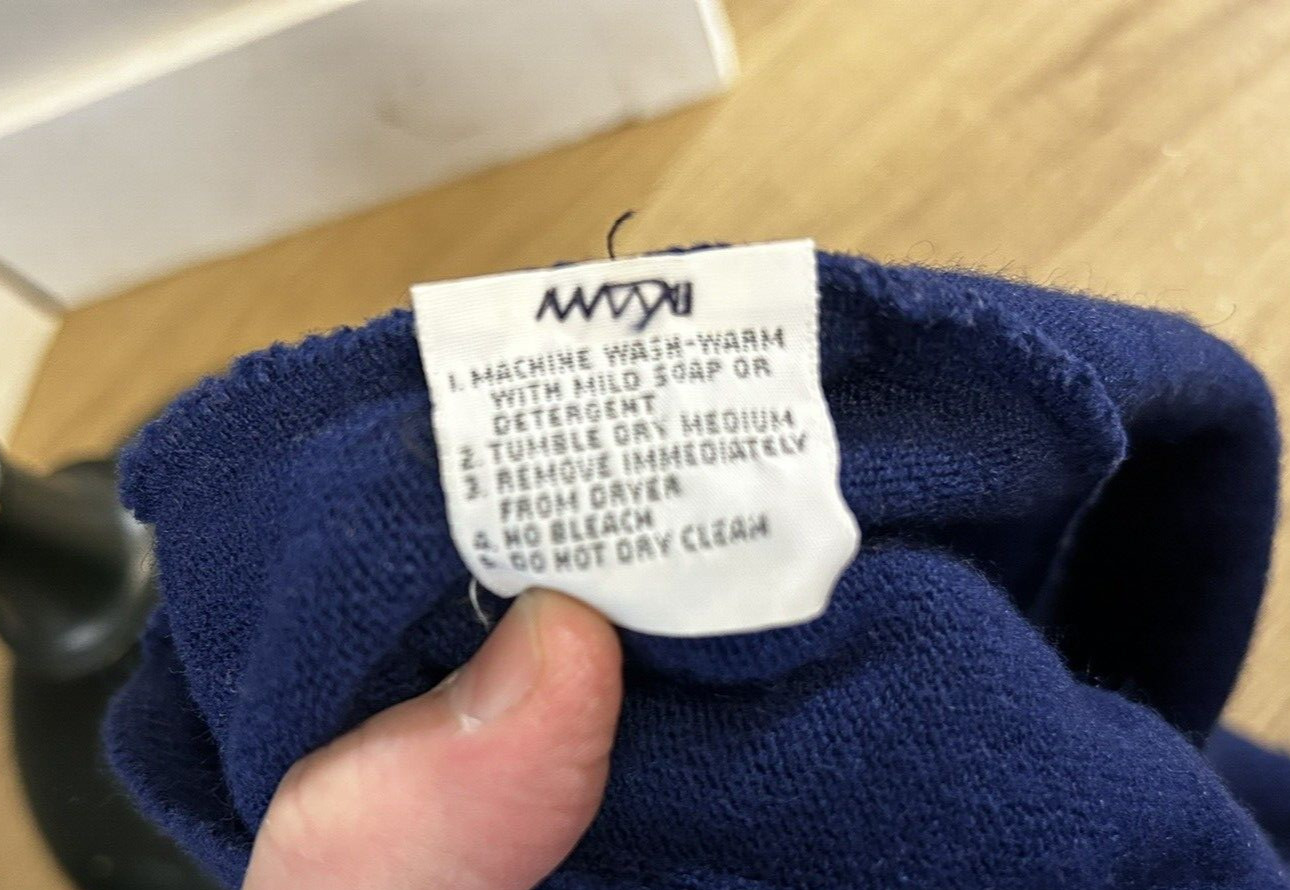 1. MACHINE WASH-WARM
WITH MILD SOAP OR
DETERGENT
2. TUMBLE DRY MEDIUM
3. REMOVE IMMEDIATELY
FROM DRYER
4. NO BLEACH
5. DO NOT DRY CLEAN